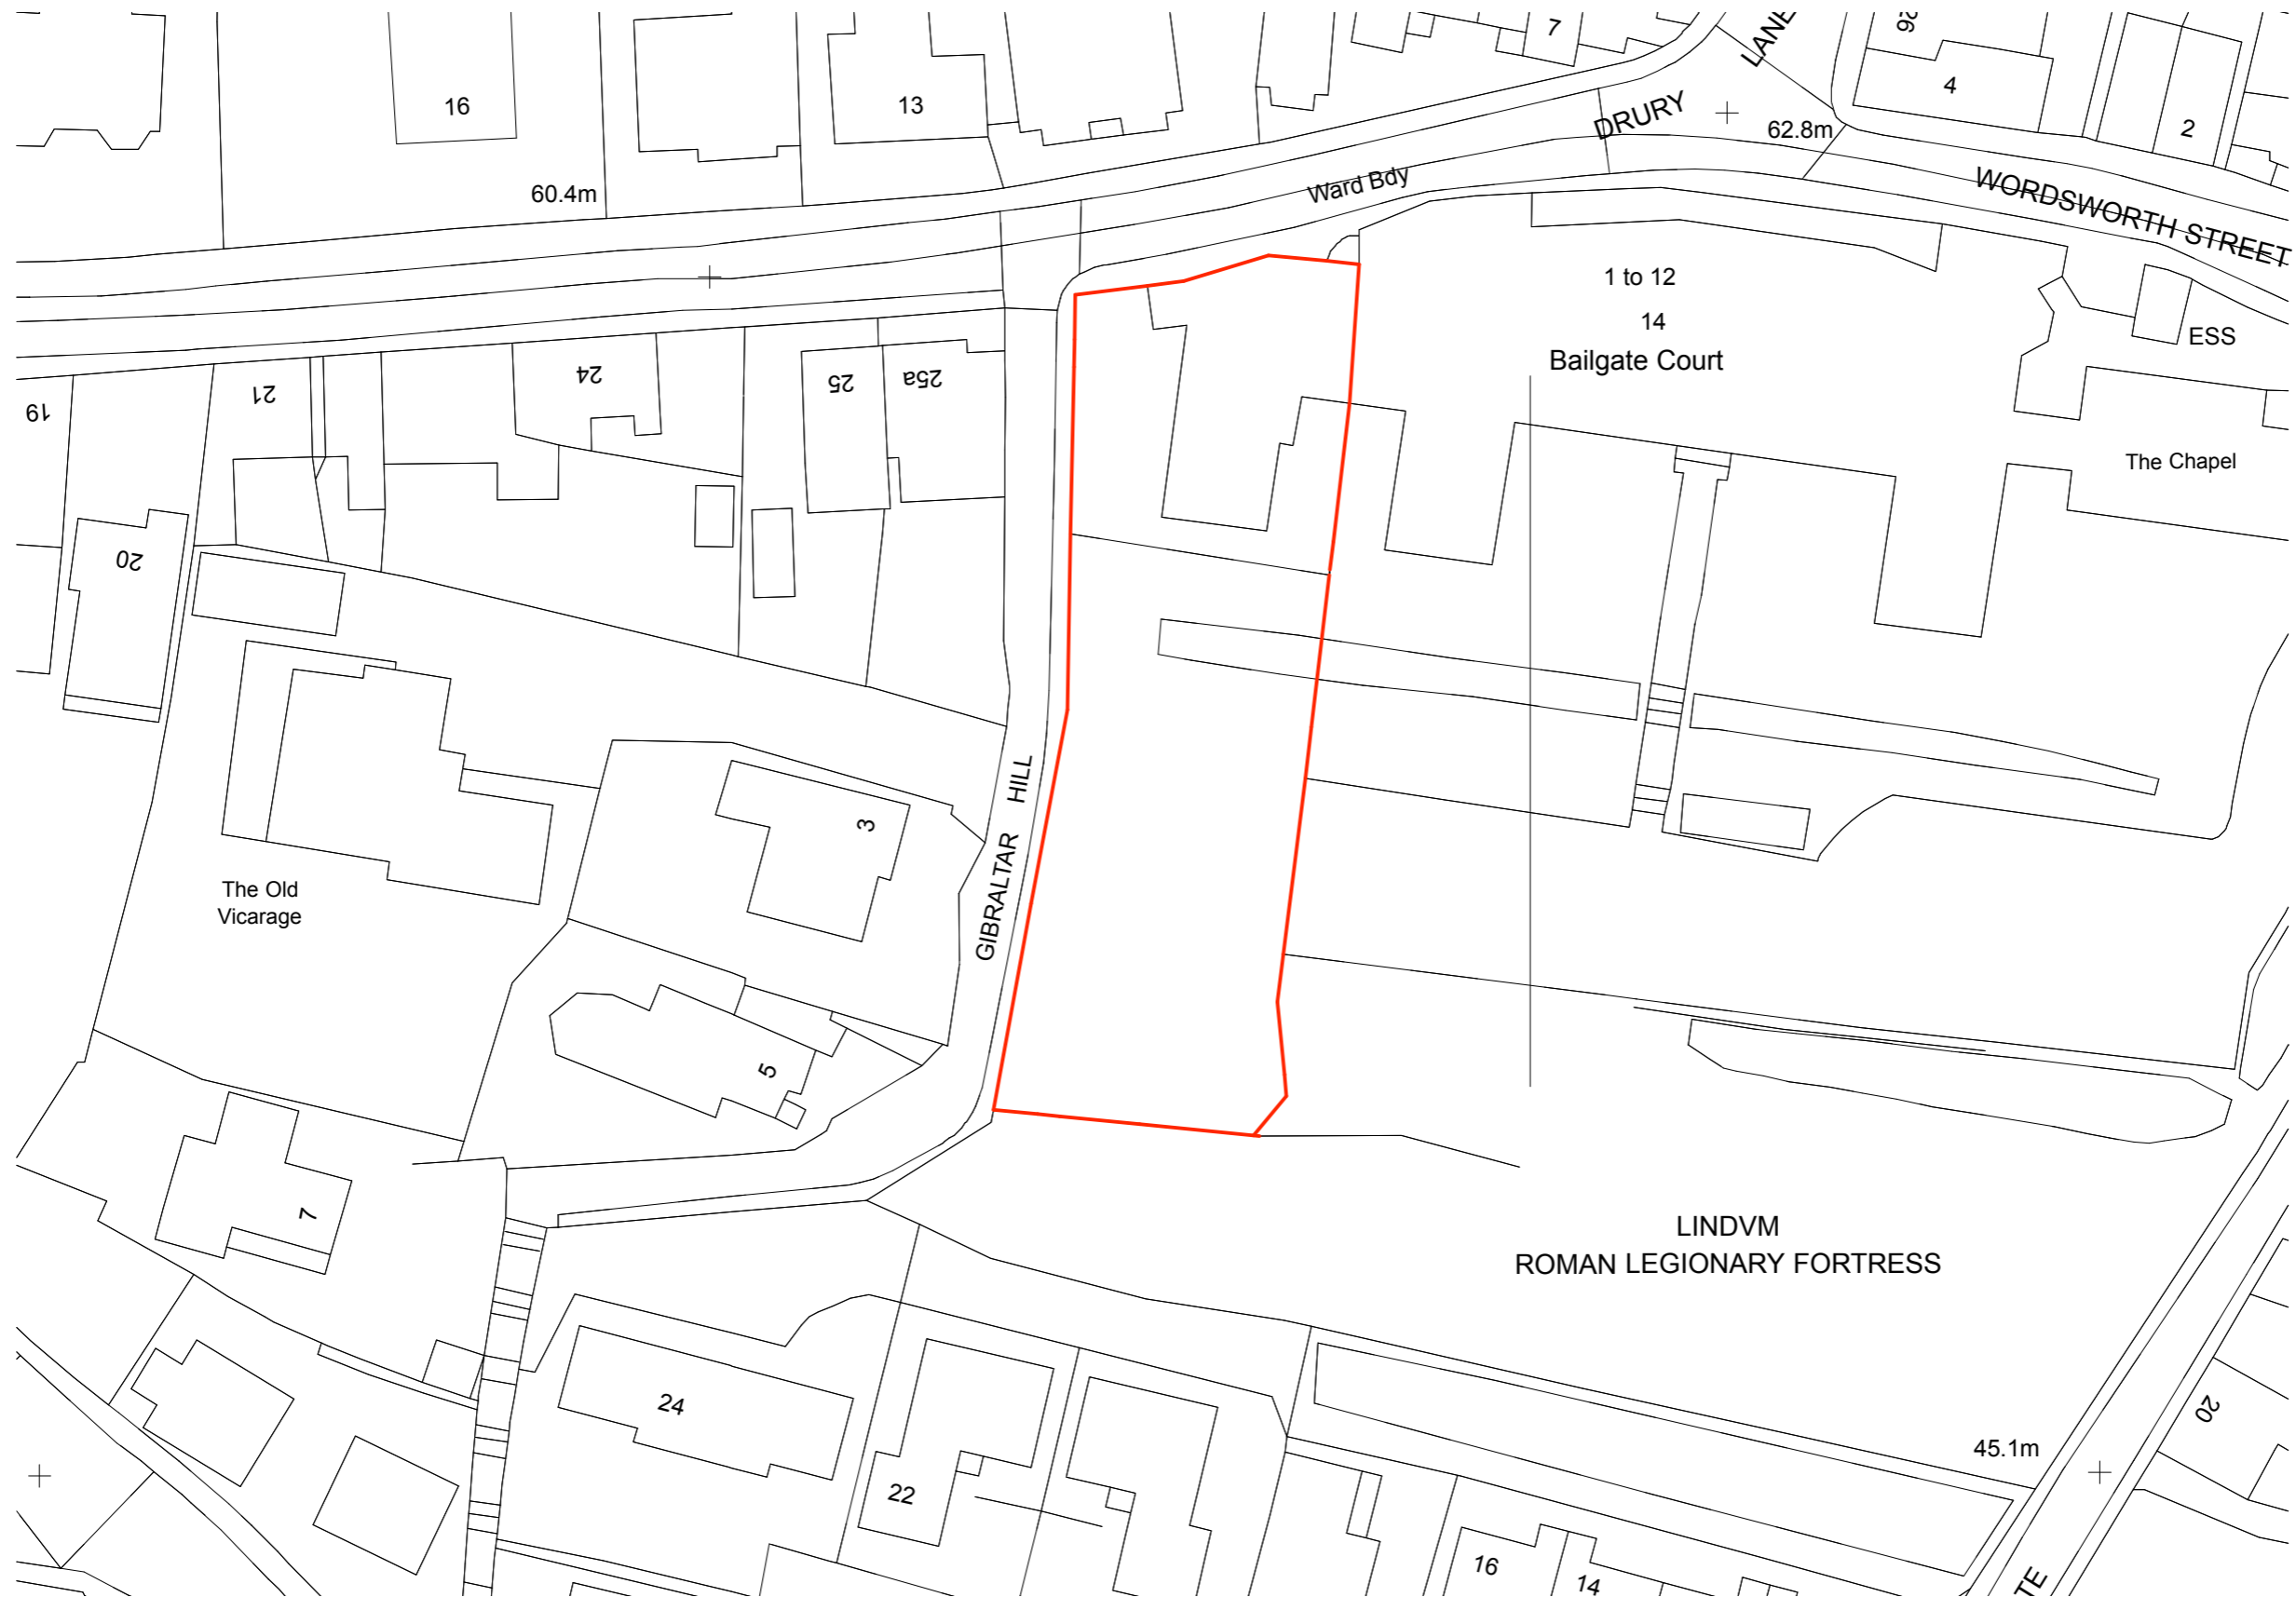 7
LANE
26
4
2
16
13
DRURY
62.8m
60.4m
Ward Bdy
WORDSWORTH STREET
1 to 12
14
Bailgate Court
ESS
The Chapel
19
21
24
25
25a
20
3
GIBRALTAR HILL
The Old
Vicarage
5
7
LINDVM
ROMAN LEGIONARY FORTRESS
24
22
20
45.1m
16
14
TE